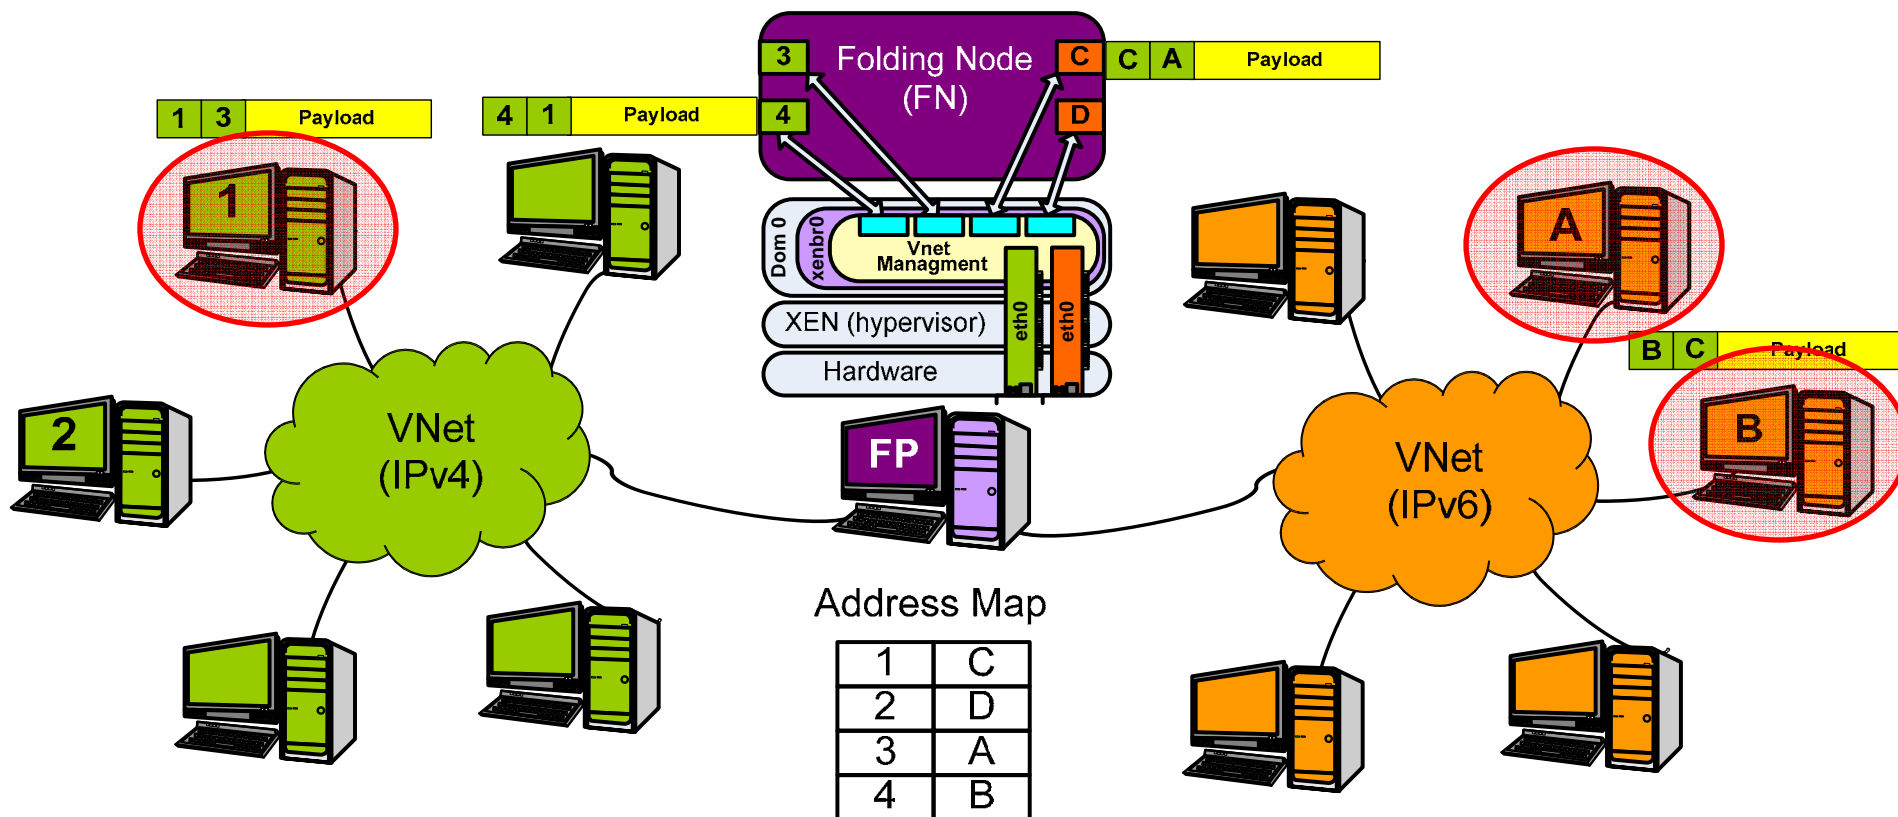 3
Folding Node
(FN)
C
C A Payload
1 3 Payload
4 1 Payload
4
D
1
A
Dom 0
xenbr0
Vnet
Managment
eth0
eth0
XEN (hypervisor)
Hardware
B C Payload
2
VNet
(IPv4)
FP
VNet
(IPv6)
B
Address Map
1 C
2 D
3 A
4 B